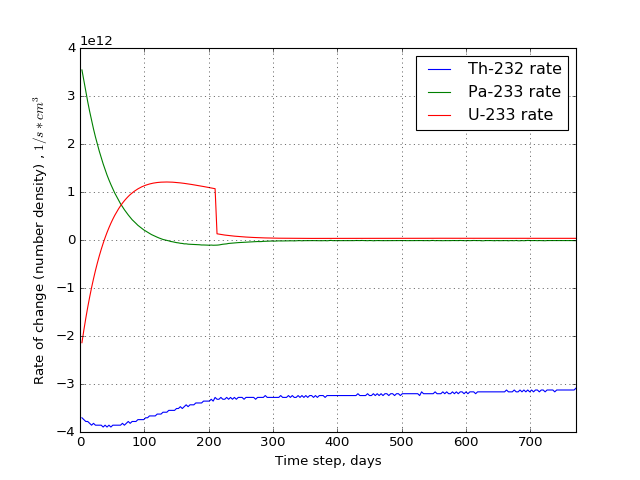 1e12
Th-232 rate
Pa-233 rate
U-233 rate
4
3
2
1
0
−1
−2
−3
−4
Rate of change (number density) , 1/s * cm³
0 100 200 300 400 500 600 700
Time step, days